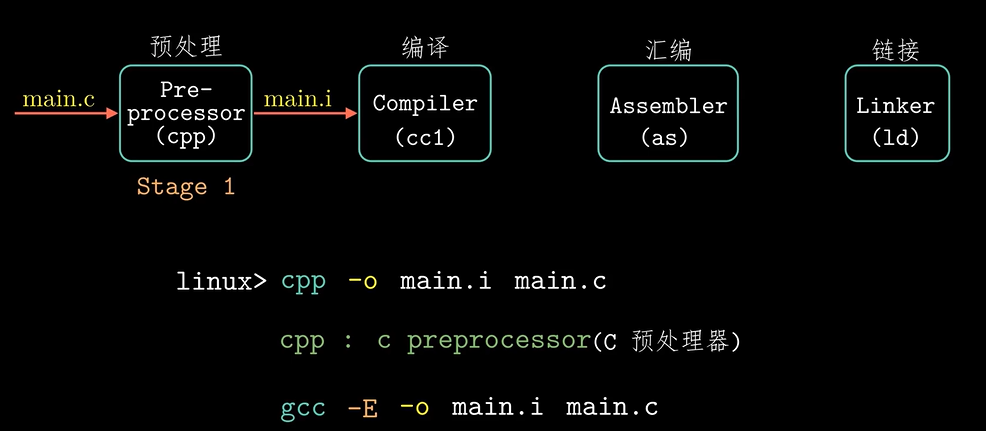 预处理 编译 汇编 链接
main.c Pre-processor (cpp) main.i Compiler (cc1) Assembler (as) Linker (ld)
Stage 1
linux> cpp -o main.i main.c
cpp : c preprocessor(C 预处理器)
gcc -E -o main.i main.c